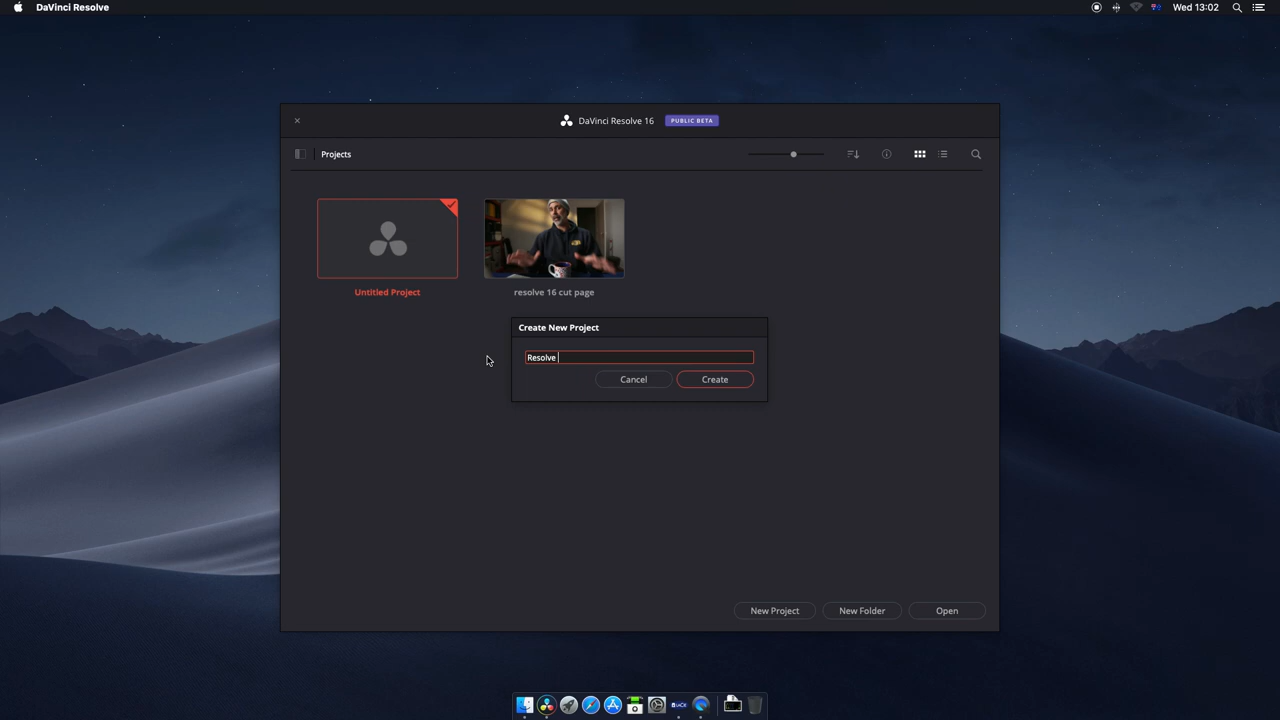 DaVinci Resolve
Wed 13:02
DaVinci Resolve 16 PUBLIC BETA
Projects
Untitled Project
resolve 16 cut page
Create New Project
Resolve
Cancel
Create
New Project
New Folder
Open